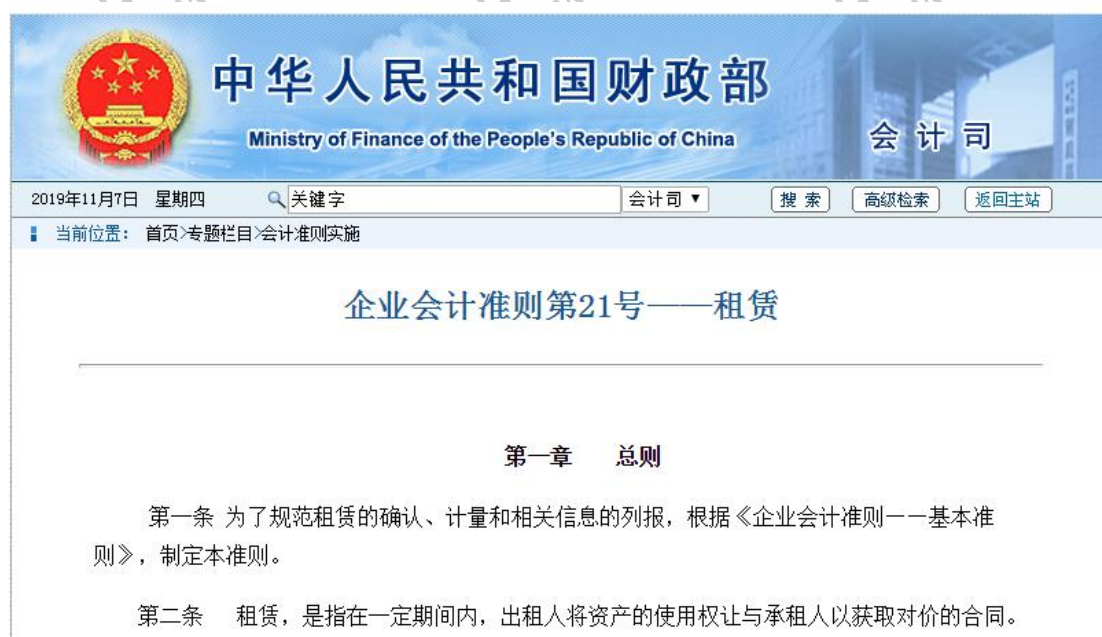 中华人民共和国财政部
Ministry of Finance of the People's Republic of China
会计司
2019年11月7日 星期四 关键字 会计司 ▼ 搜索 高级检索 返回主站
当前位置: 首页>专题栏目>会计准则实施
企业会计准则第21号——租赁
第一章 总则
第一条 为了规范租赁的确认、计量和相关信息的列报，根据《企业会计准则——基本准
则》，制定本准则。
第二条 租赁，是指在一定期间内，出租人将资产的使用权让与承租人以获取对价的合同。